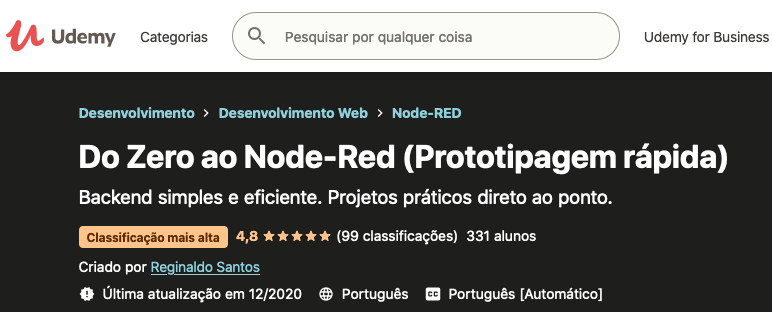 Udemy Categorias Pesquisar por qualquer coisa Udemy for Business
Desenvolvimento > Desenvolvimento Web > Node-RED
Do Zero ao Node-Red (Prototipagem rápida)
Backend simples e eficiente. Projetos práticos direto ao ponto.
Classificação mais alta 4,8 (99 classificações) 331 alunos
Criado por Reginaldo Santos
Última atualização em 12/2020 Português CC Português [Automático]